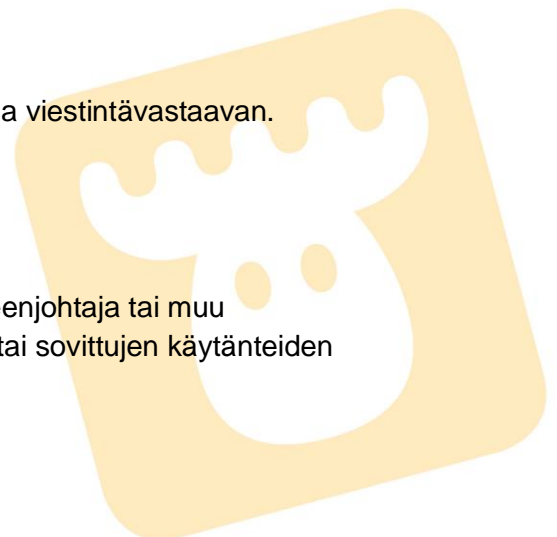 a viestintävastaavan.
enjohtaja tai muu
tai sovittujen käytänteiden